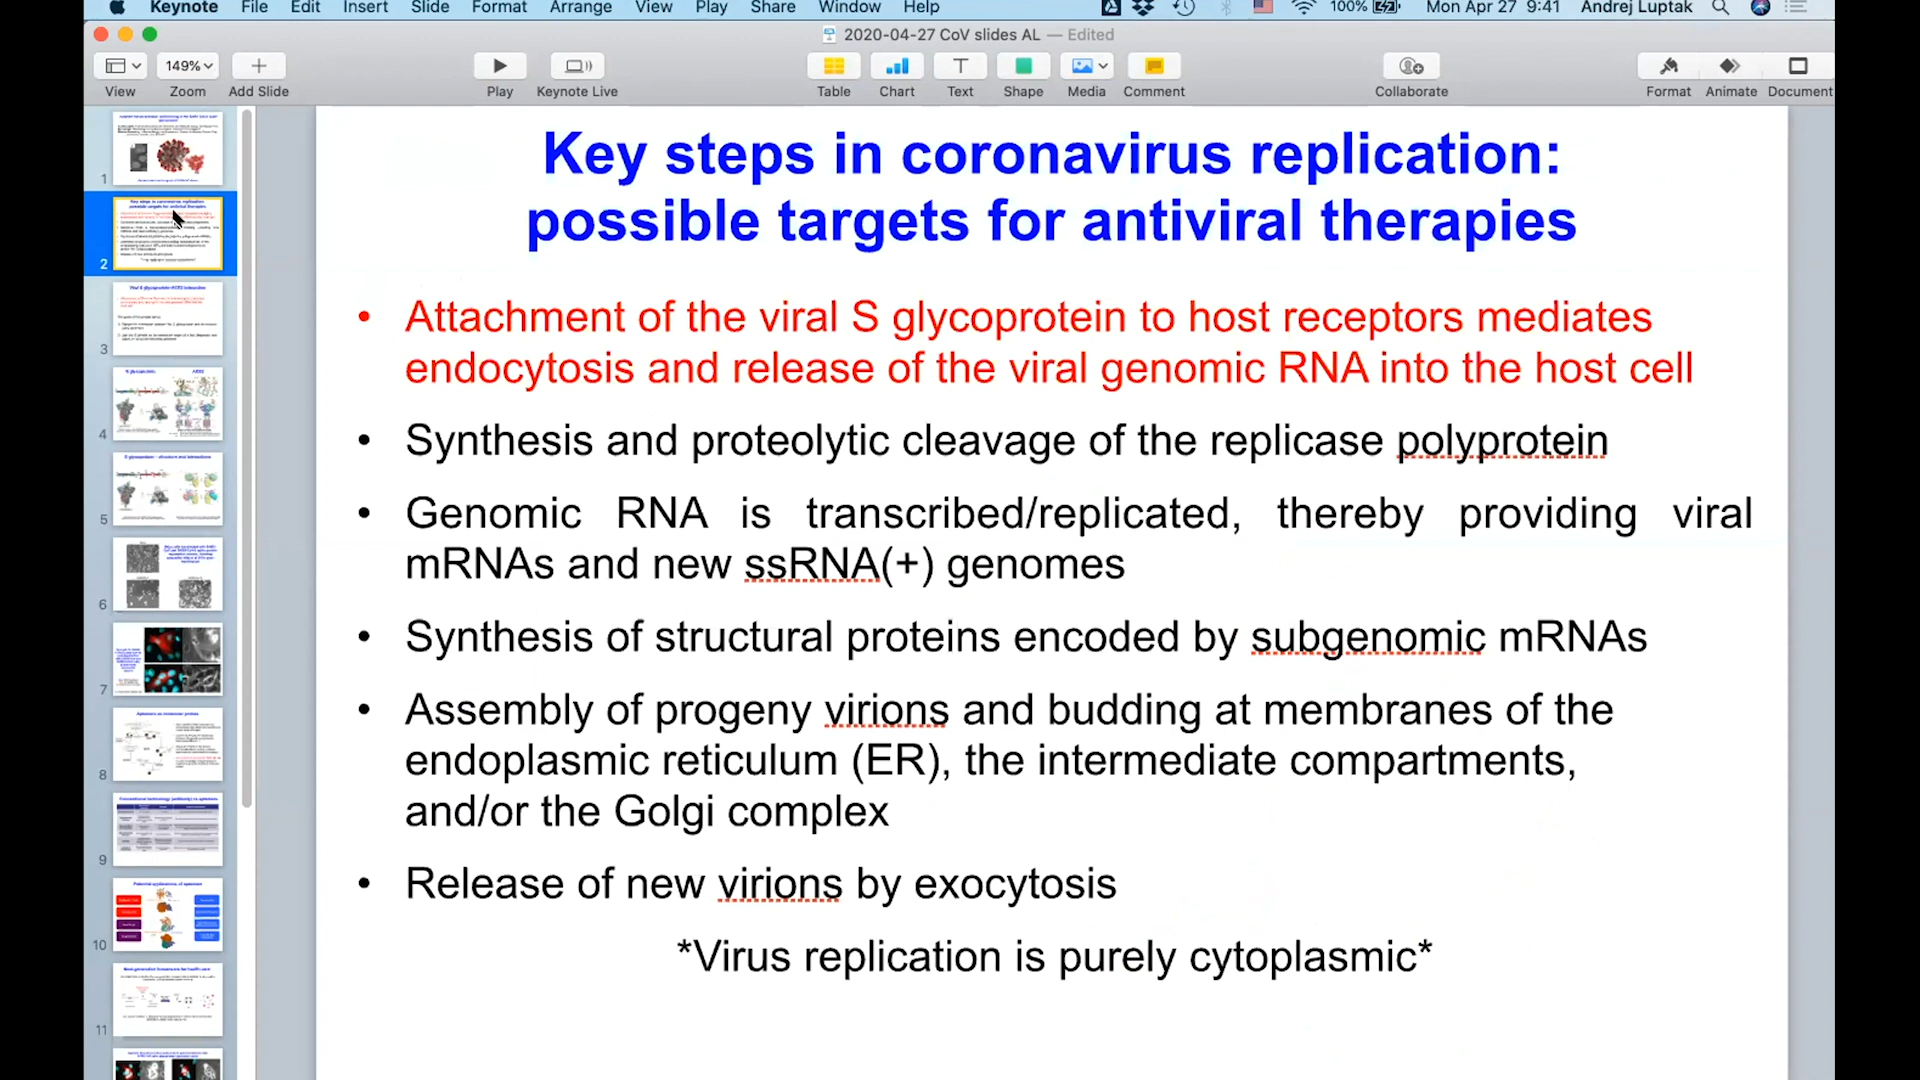 Keynote File Edit Insert Slide Format Arrange View Play Share Window Help 100% Mon Apr 27 9:41 Andrej Luptak
2020-04-27 CoV slides AL — Edited
149%
View Zoom Add Slide Play Keynote Live Table Chart Text Shape Media Comment Collaborate Format Animate Document
1
2
3
4
5
6
7
8
9
10
11
Key steps in coronavirus replication:
possible targets for antiviral therapies
• Attachment of the viral S glycoprotein to host receptors mediates
endocytosis and release of the viral genomic RNA into the host cell
• Synthesis and proteolytic cleavage of the replicase polyprotein
• Genomic RNA is transcribed/replicated, thereby providing viral
mRNAs and new ssRNA(+) genomes
• Synthesis of structural proteins encoded by subgenomic mRNAs
• Assembly of progeny virions and budding at membranes of the
endoplasmic reticulum (ER), the intermediate compartments,
and/or the Golgi complex
• Release of new virions by exocytosis
*Virus replication is purely cytoplasmic*